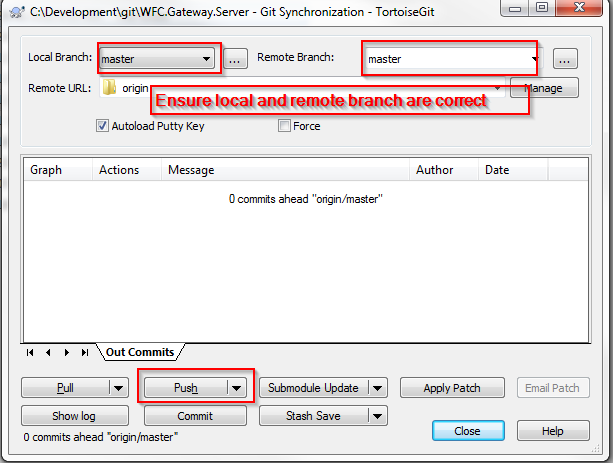 C:\Development\git\WFC.Gateway.Server - Git Synchronization - TortoiseGit
Local Branch: master ... Remote Branch: master ...
Remote URL: origin Manage
Ensure local and remote branch are correct
Autoload Putty Key Force
Graph Actions Message Author Date
0 commits ahead "origin/master"
Out Commits
Pull Push Submodule Update Apply Patch Email Patch
Show log Commit Stash Save
0 commits ahead "origin/master" Close Help